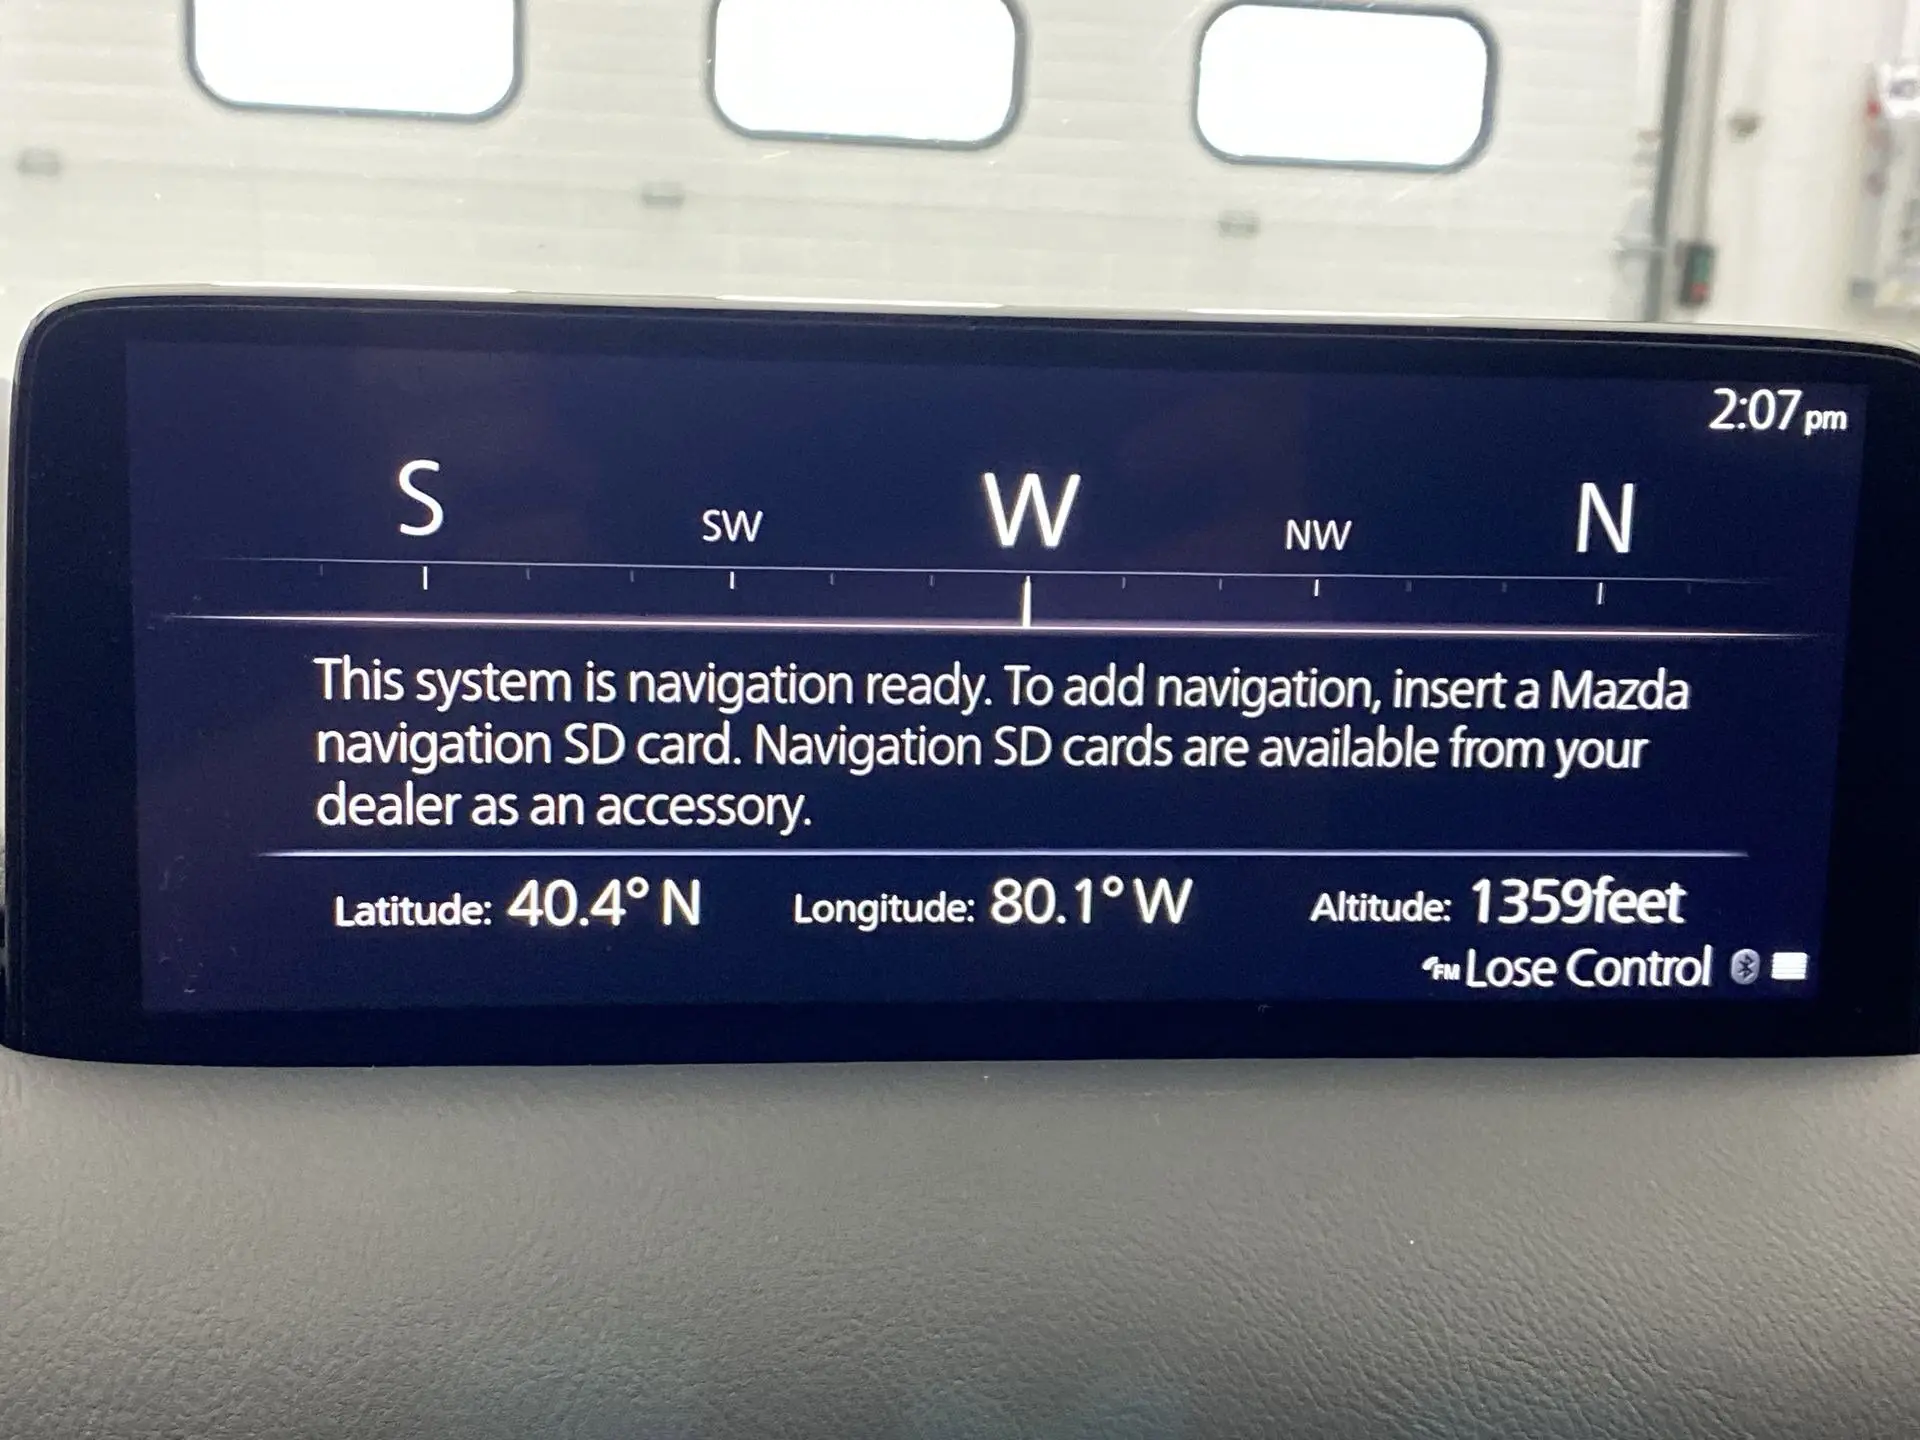 2:07 pm
S SW W NW N
This system is navigation ready. To add navigation, insert a Mazda
navigation SD card. Navigation SD cards are available from your
dealer as an accessory.
Latitude: 40.4° N Longitude: 80.1° W Altitude: 1359feet
FM Lose Control